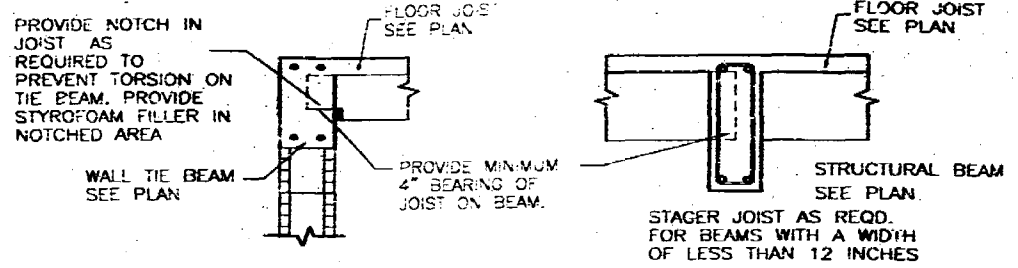 PROVIDE NOTCH IN
JOIST AS
REQUIRED TO
PREVENT TORSION ON
TIE BEAM. PROVIDE
STYROFOAM FILLER IN
NOTCHED AREA
FLOOR JOIST
SEE PLAN
WALL TIE BEAM
SEE PLAN
PROVIDE MINIMUM
4" BEARING OF
JOIST ON BEAM.
FLOOR JOIST
SEE PLAN
STRUCTURAL BEAM
SEE PLAN
STAGER JOIST AS REQD.
FOR BEAMS WITH A WIDTH
OF LESS THAN 12 INCHES